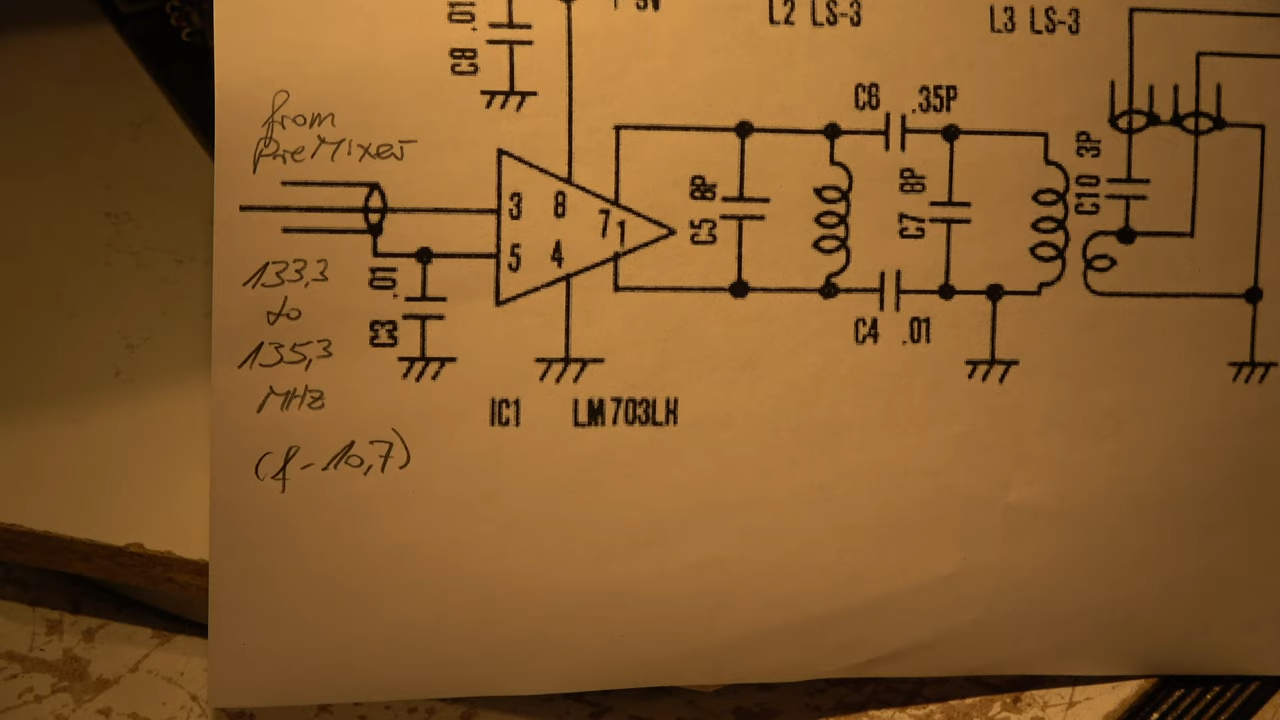 C8 .01
L2 LS-3
L3 LS-3
from
PreMixer
C6 .35P
C5 8P
C7 8P
C10 3P
3 8 7 1
5 4
133,3
to
135,3
MHz
(f-10,7)
C3 .01
C4 .01
IC1 LM703LH